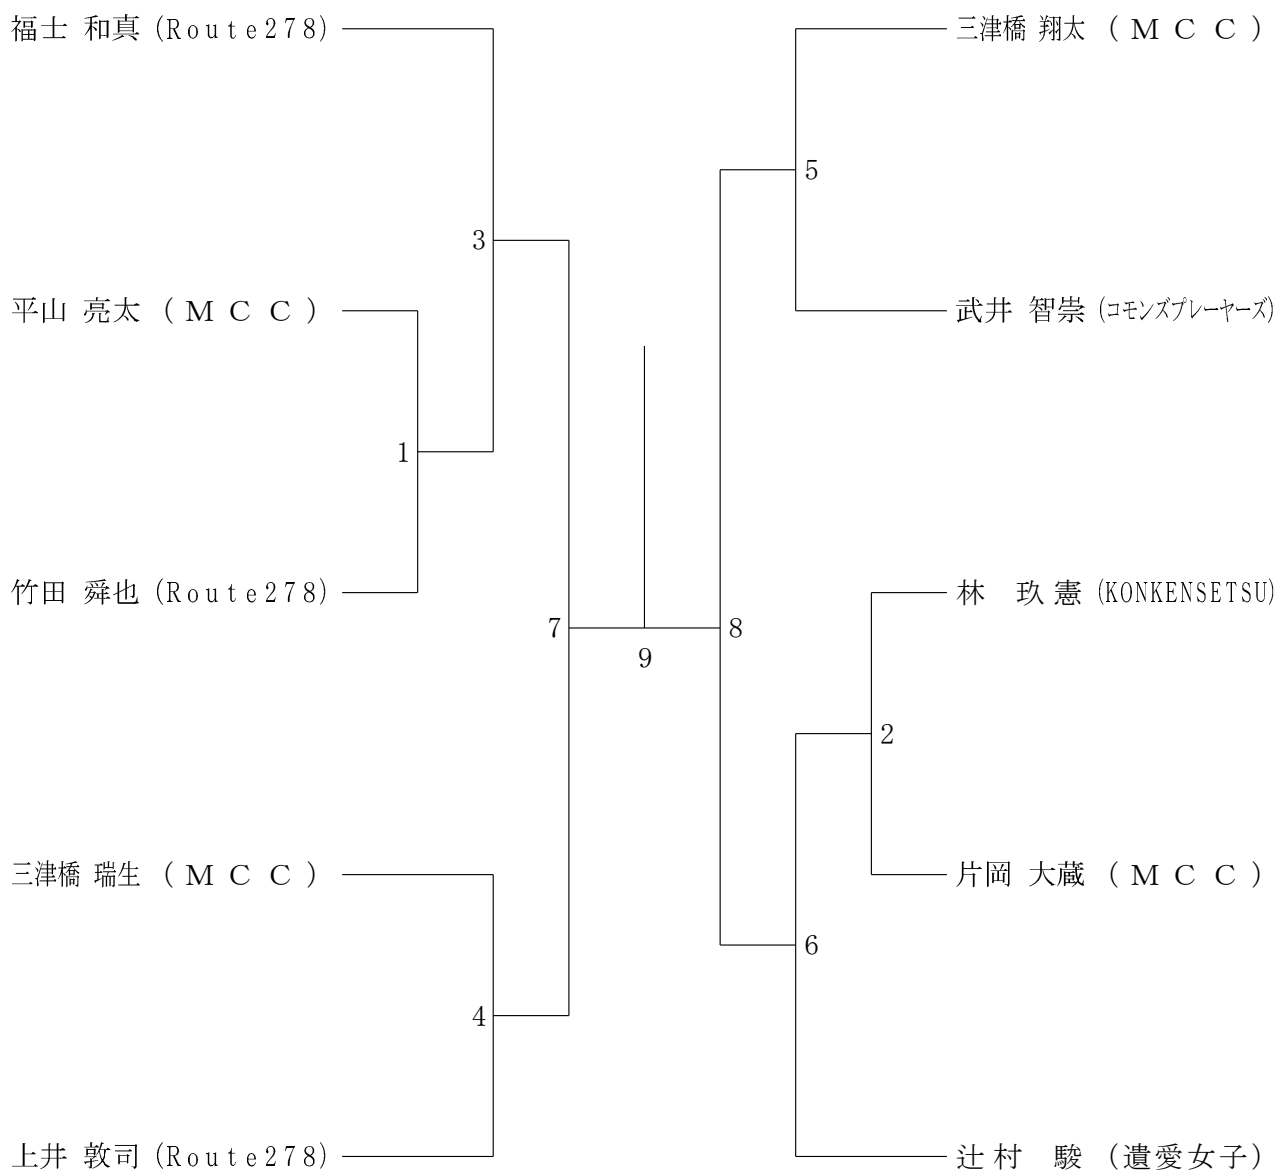 福士 和真 (Route278)
三津橋 翔太 (ＭＣＣ)
5
3
平山 亮太 (ＭＣＣ)
武井 智崇 (コモンズプレーヤーズ)
1
竹田 舜也 (Route278)
林 玖憲 (KONKENSETSU)
7
8
9
2
三津橋 瑞生 (ＭＣＣ)
片岡 大蔵 (ＭＣＣ)
6
4
上井 敦司 (Route278)
辻村 駿 (遺愛女子)